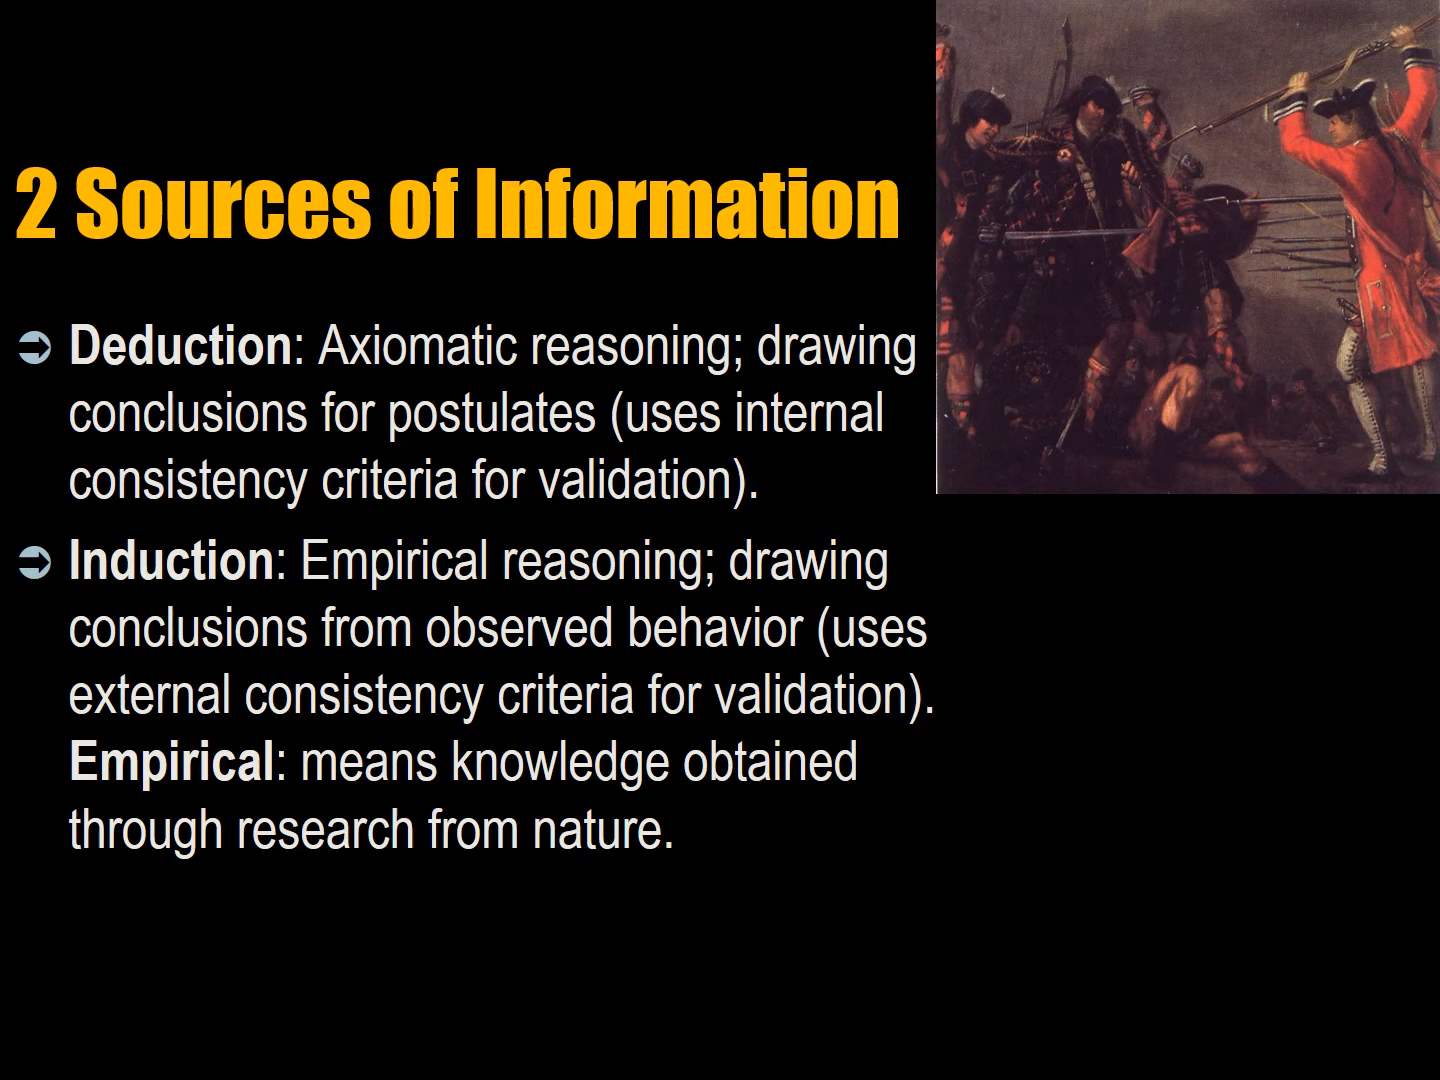 2 Sources of Information
Deduction: Axiomatic reasoning; drawing
conclusions for postulates (uses internal
consistency criteria for validation).
Induction: Empirical reasoning; drawing
conclusions from observed behavior (uses
external consistency criteria for validation).
Empirical: means knowledge obtained
through research from nature.